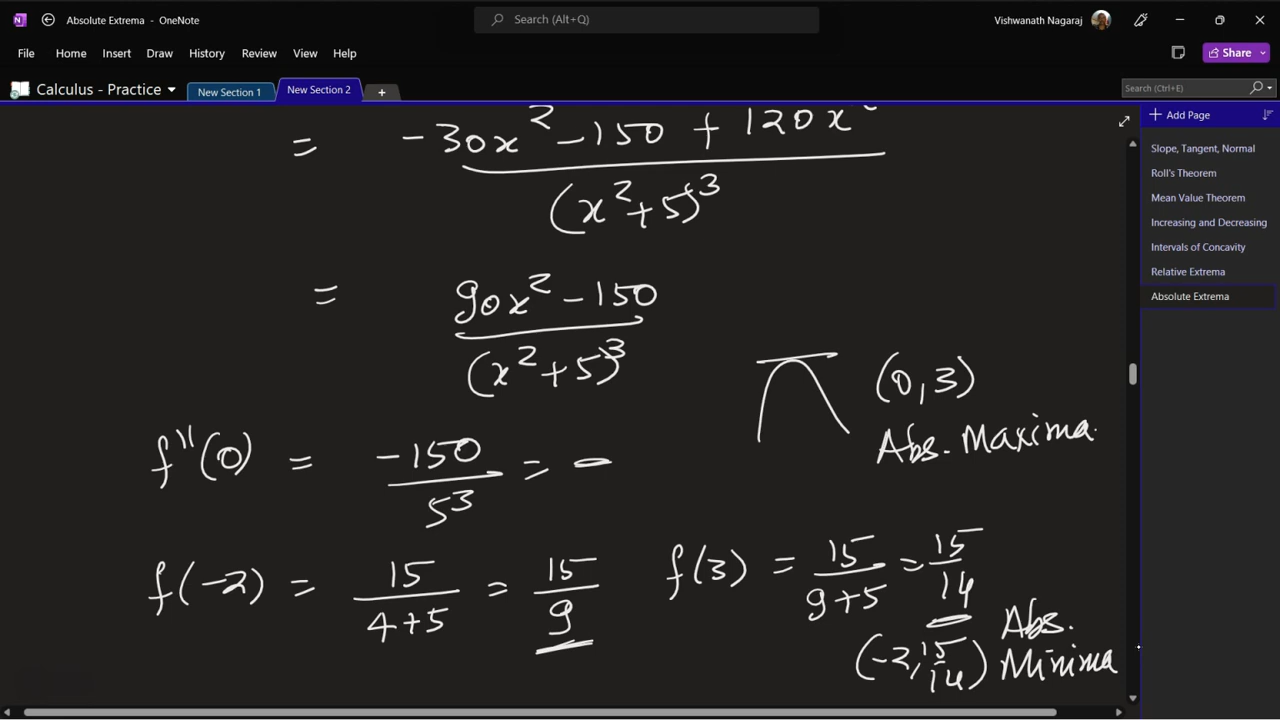 Absolute Extrema - OneNote
Search (Alt+Q)
Vishwanath Nagaraj
File Home Insert Draw History Review View Help
Share
Calculus - Practice
New Section 1
New Section 2
+
Search (Ctrl+E)
Add Page
Slope, Tangent, Normal
Roll's Theorem
Mean Value Theorem
Increasing and Decreasing
Intervals of Concavity
Relative Extrema
Absolute Extrema
= (-30x² - 150 + 120x²) / (x²+5)³
= (90x² - 150) / (x²+5)³
(0, 3)
Abs. Maxima.
f''(0) = -150 / 5³ = -
f(-2) = 15 / (4+5) = 15/9
f(3) = 15 / (9+5) = 15/14
(-2, 15/14) Abs. Minima